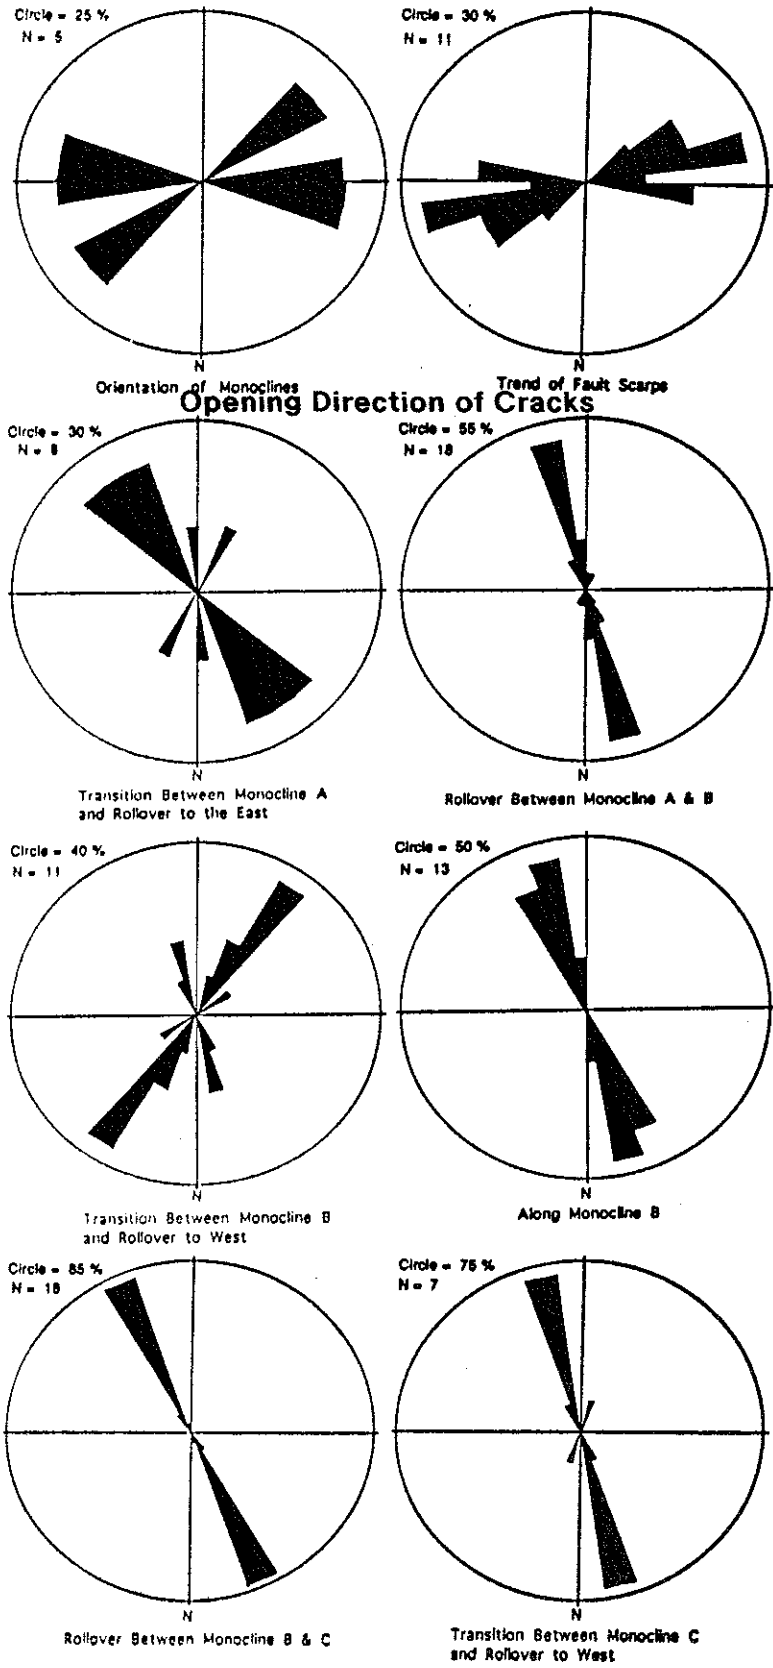 Circle = 25 %
N = 5
N
Orientation of Monoclines
Circle = 30 %
N = 11
N
Trend of Fault Scarps
Opening Direction of Cracks
Circle = 30 %
N = 8
N
Transition Between Monocline A
and Rollover to the East
Circle = 55 %
N = 18
N
Rollover Between Monocline A & B
Circle = 40 %
N = 11
N
Transition Between Monocline B
and Rollover to West
Circle = 50 %
N = 13
N
Along Monocline B
Circle = 85 %
N = 18
N
Rollover Between Monocline B & C
Circle = 75 %
N = 7
N
Transition Between Monocline C
and Rollover to West